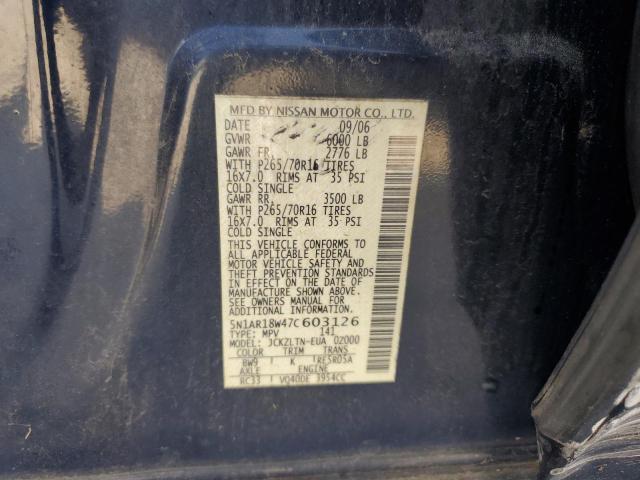 MFD BY NISSAN MOTOR CO., LTD.
DATE 09/06
GVWR 6000 LB
GAWR FR. 2776 LB
WITH P265/70R16 TIRES
16X7.0 RIMS AT 35 PSI
COLD SINGLE
GAWR RR. 3500 LB
WITH P265/70R16 TIRES
16X7.0 RIMS AT 35 PSI
COLD SINGLE
THIS VEHICLE CONFORMS TO
ALL APPLICABLE FEDERAL
MOTOR VEHICLE SAFETY AND
THEFT PREVENTION STANDARDS
IN EFFECT ON THE DATE OF
MANUFACTURE SHOWN ABOVE.
SEE OWNERS MANUAL FOR
ADDITIONAL INFORMATION.
5N1AR18W47C603126
TYPE: MPV 141
MODEL: JCKZLTN-EUA 02000
COLOR TRIM TRANS
BW9 K RE5R05A
AXLE ENGINE
RC33 VQ40DE 3954CC